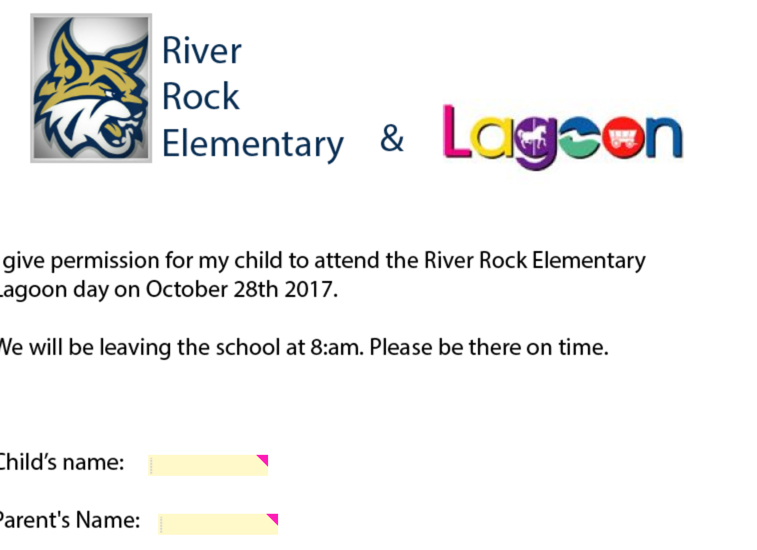 River
Rock
Elementary & Lagoon
give permission for my child to attend the River Rock Elementary
Lagoon day on October 28th 2017.
We will be leaving the school at 8:am. Please be there on time.
Child’s name:
Parent's Name: